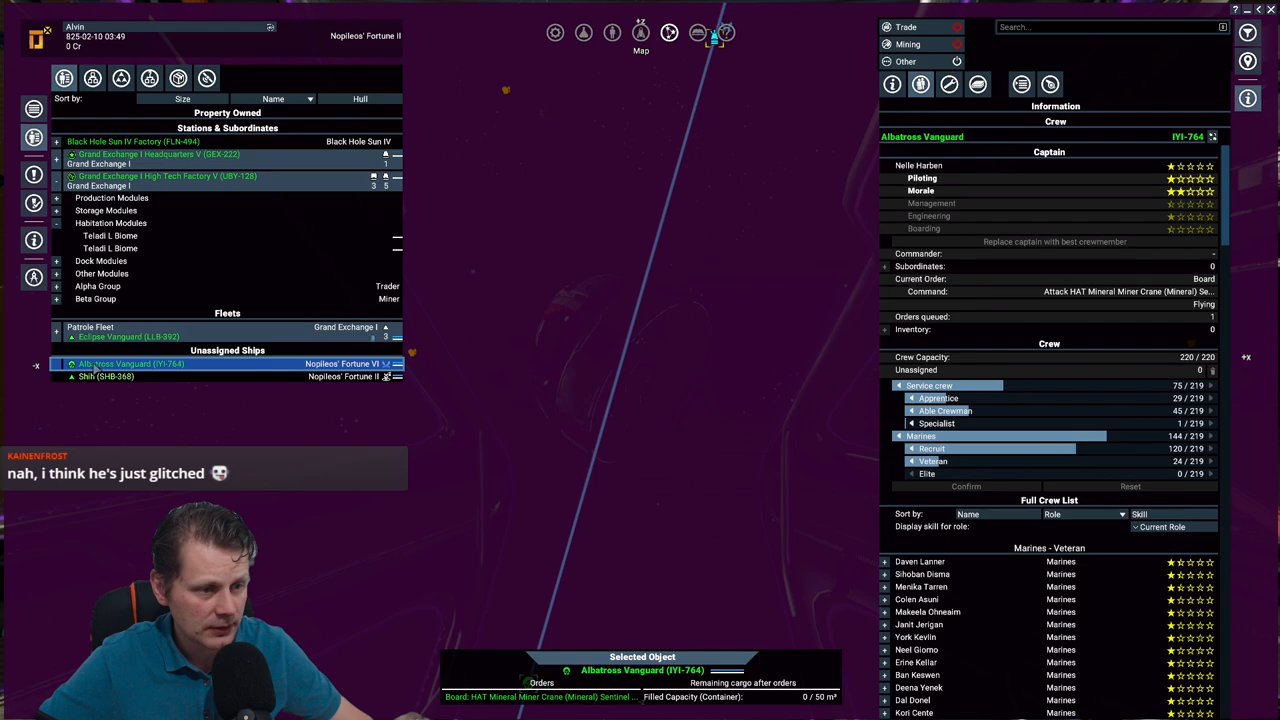 Alvin
825-02-10 03:49
0 Cr
Nopileos' Fortune II
Sort by:
Size
Name
Hull
Property Owned
Stations & Subordinates
Black Hole Sun IV Factory (FLN-494)
Black Hole Sun IV
Grand Exchange I Headquarters V (GEX-222)
Grand Exchange I
1
Grand Exchange I High Tech Factory V (UBY-128)
Grand Exchange I
3 5
Production Modules
Storage Modules
Habitation Modules
Teladi L Biome
Teladi L Biome
Dock Modules
Other Modules
Alpha Group
Trader
Beta Group
Miner
Fleets
Patrole Fleet
Grand Exchange I
Eclipse Vanguard (LLB-392)
3
Unassigned Ships
-X
Albatross Vanguard (IYI-764)
Nopileos' Fortune VI
Shih (SHB-368)
Nopileos' Fortune II
KAINENFROST
nah, i think he's just glitched 💀
+Z
Map
+X
Selected Object
Albatross Vanguard (IYI-764)
Orders
Remaining cargo after orders
Board: HAT Mineral Miner Crane (Mineral) Sentinel ...
Filled Capacity (Container):
0 / 50 m³
Trade
Mining
Other
Search...
Information
Crew
Albatross Vanguard
IYI-764
Captain
Nelle Harben
Piloting
Morale
Management
Engineering
Boarding
Replace captain with best crewmember
Commander:
-
Subordinates:
0
Current Order:
Board
Command:
Attack HAT Mineral Miner Crane (Mineral) Se...
Flying
Orders queued:
1
Inventory:
0
Crew
Crew Capacity:
220 / 220
Unassigned
0
Service crew
75 / 219
Apprentice
29 / 219
Able Crewman
45 / 219
Specialist
1 / 219
Marines
144 / 219
Recruit
120 / 219
Veteran
24 / 219
Elite
0 / 219
Confirm
Reset
Full Crew List
Sort by:
Name
Role
Skill
Display skill for role:
Current Role
Marines - Veteran
Daven Lanner
Marines
Sihoban Disma
Marines
Menika Tarren
Marines
Colen Asuni
Marines
Makeela Ohneaim
Marines
Janit Jerigan
Marines
York Kevlin
Marines
Neel Giorno
Marines
Erine Kellar
Marines
Ban Keswen
Marines
Deena Yenek
Marines
Dal Donel
Marines
Kori Cente
Marines